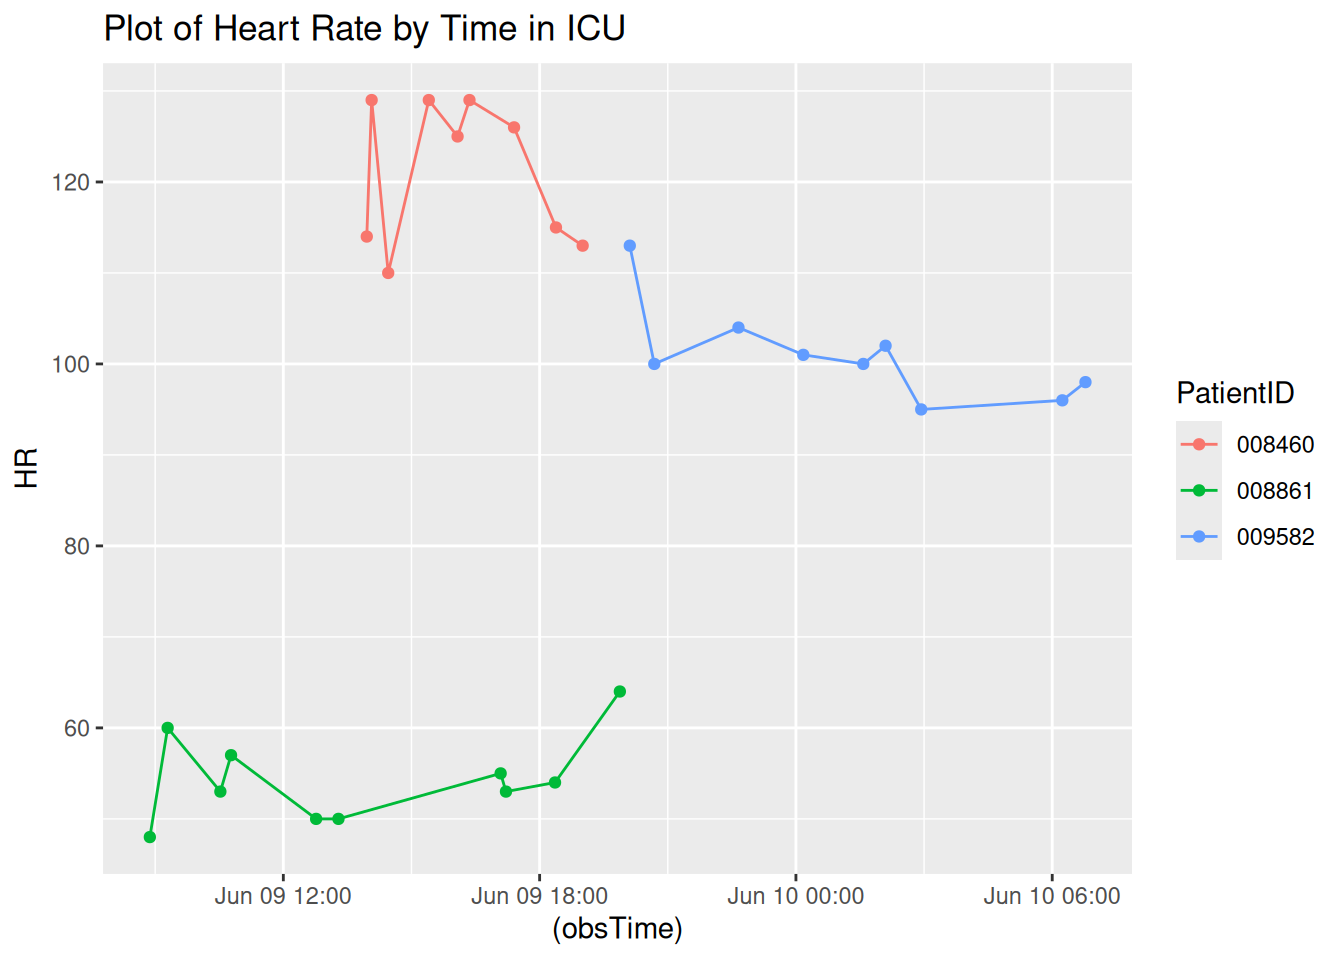 Plot of Heart Rate by Time in ICU
120
100
80
60
HR
Jun 09 12:00
Jun 09 18:00
Jun 10 00:00
Jun 10 06:00
(obsTime)
PatientID
008460
008861
009582